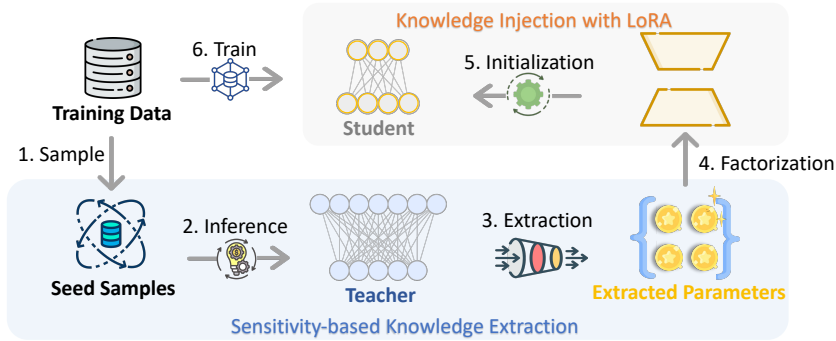 Knowledge Injection with LoRA
6. Train
5. Initialization
Training Data
Student
1. Sample
4. Factorization
2. Inference
3. Extraction
Seed Samples
Teacher
Extracted Parameters
Sensitivity-based Knowledge Extraction